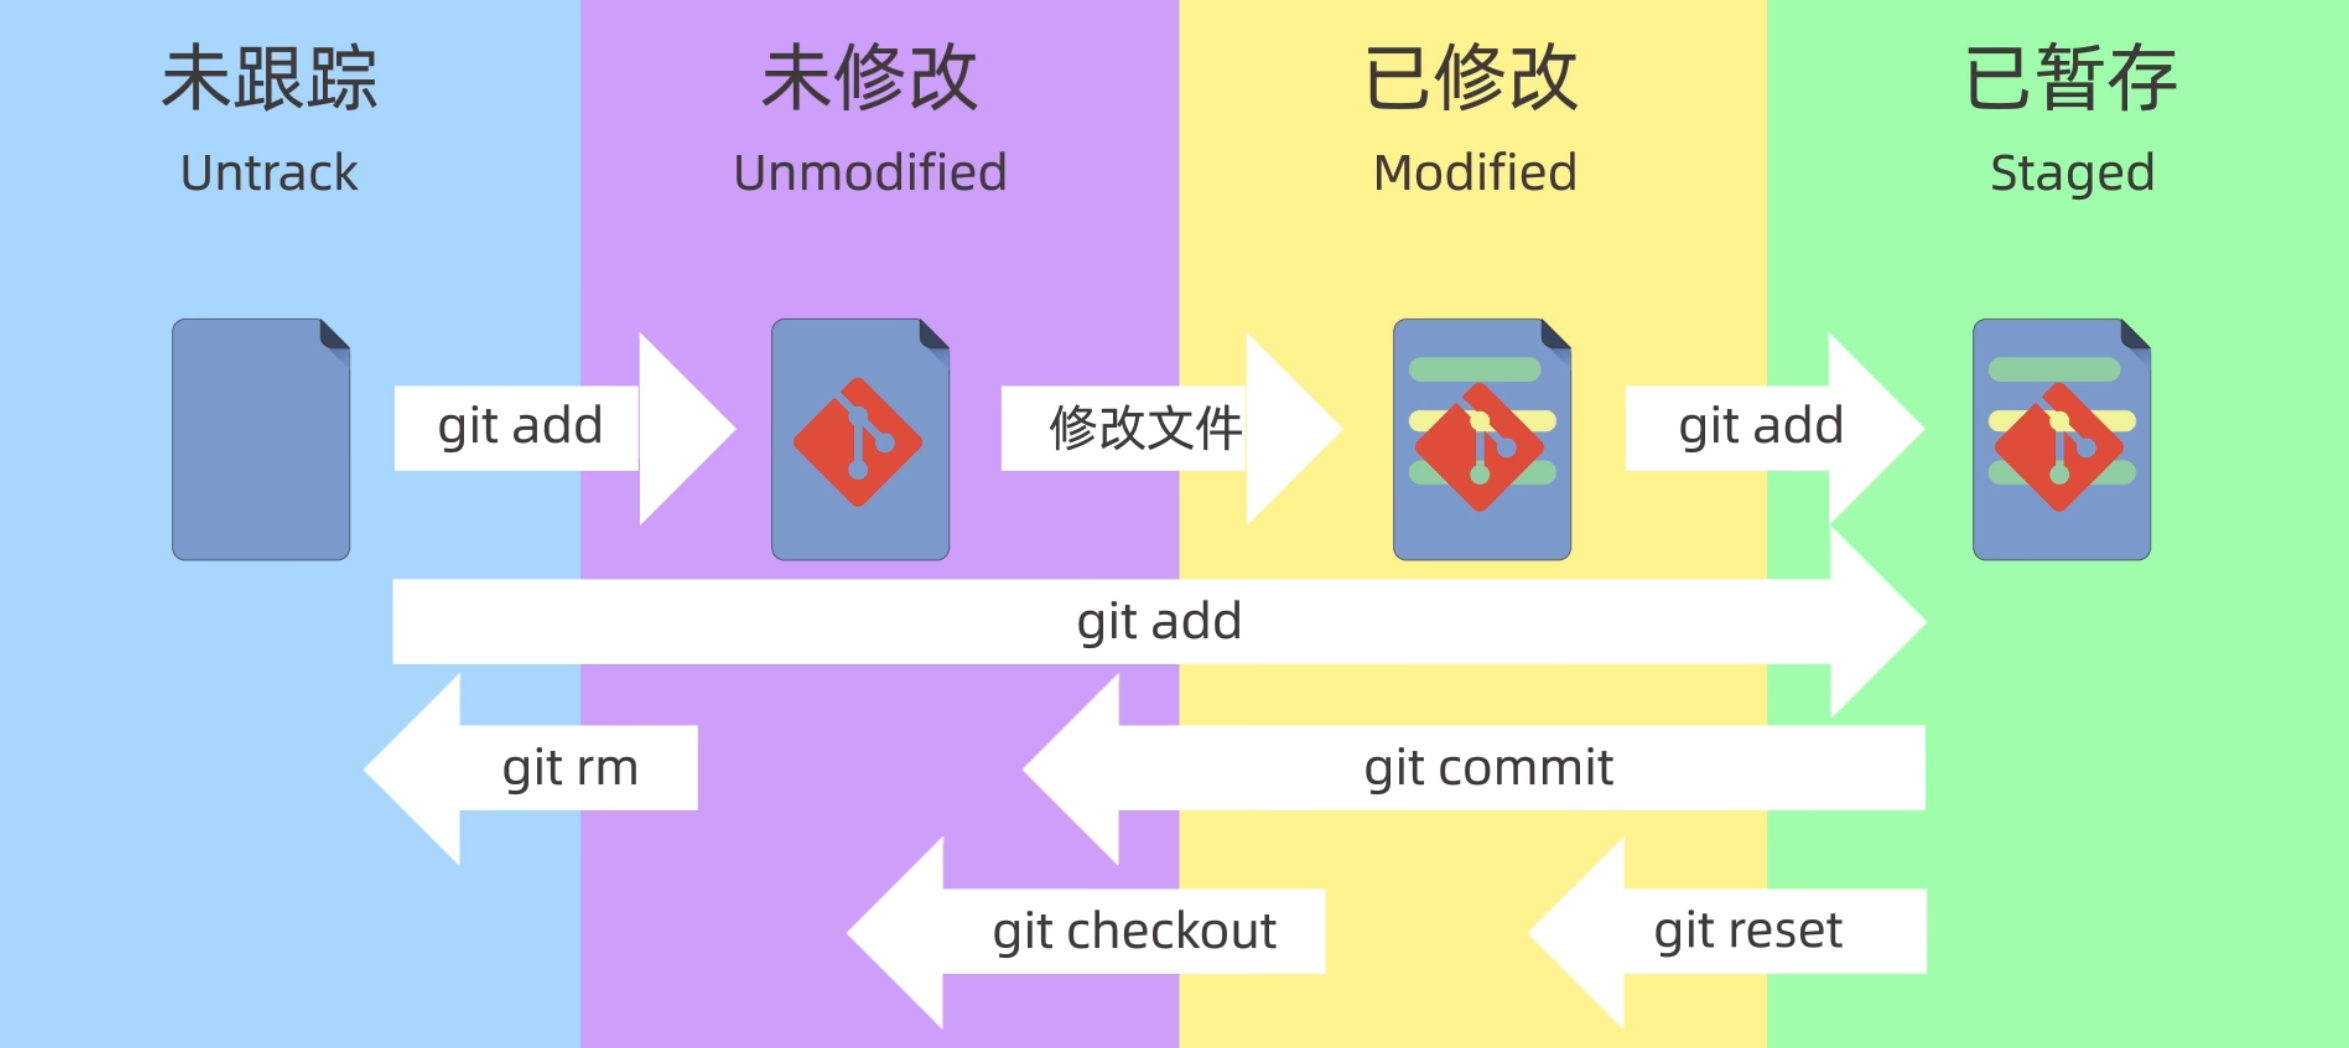 未跟踪
Untrack
未修改
Unmodified
已修改
Modified
已暂存
Staged
git add
修改文件
git add
git add
git rm
git commit
git checkout
git reset